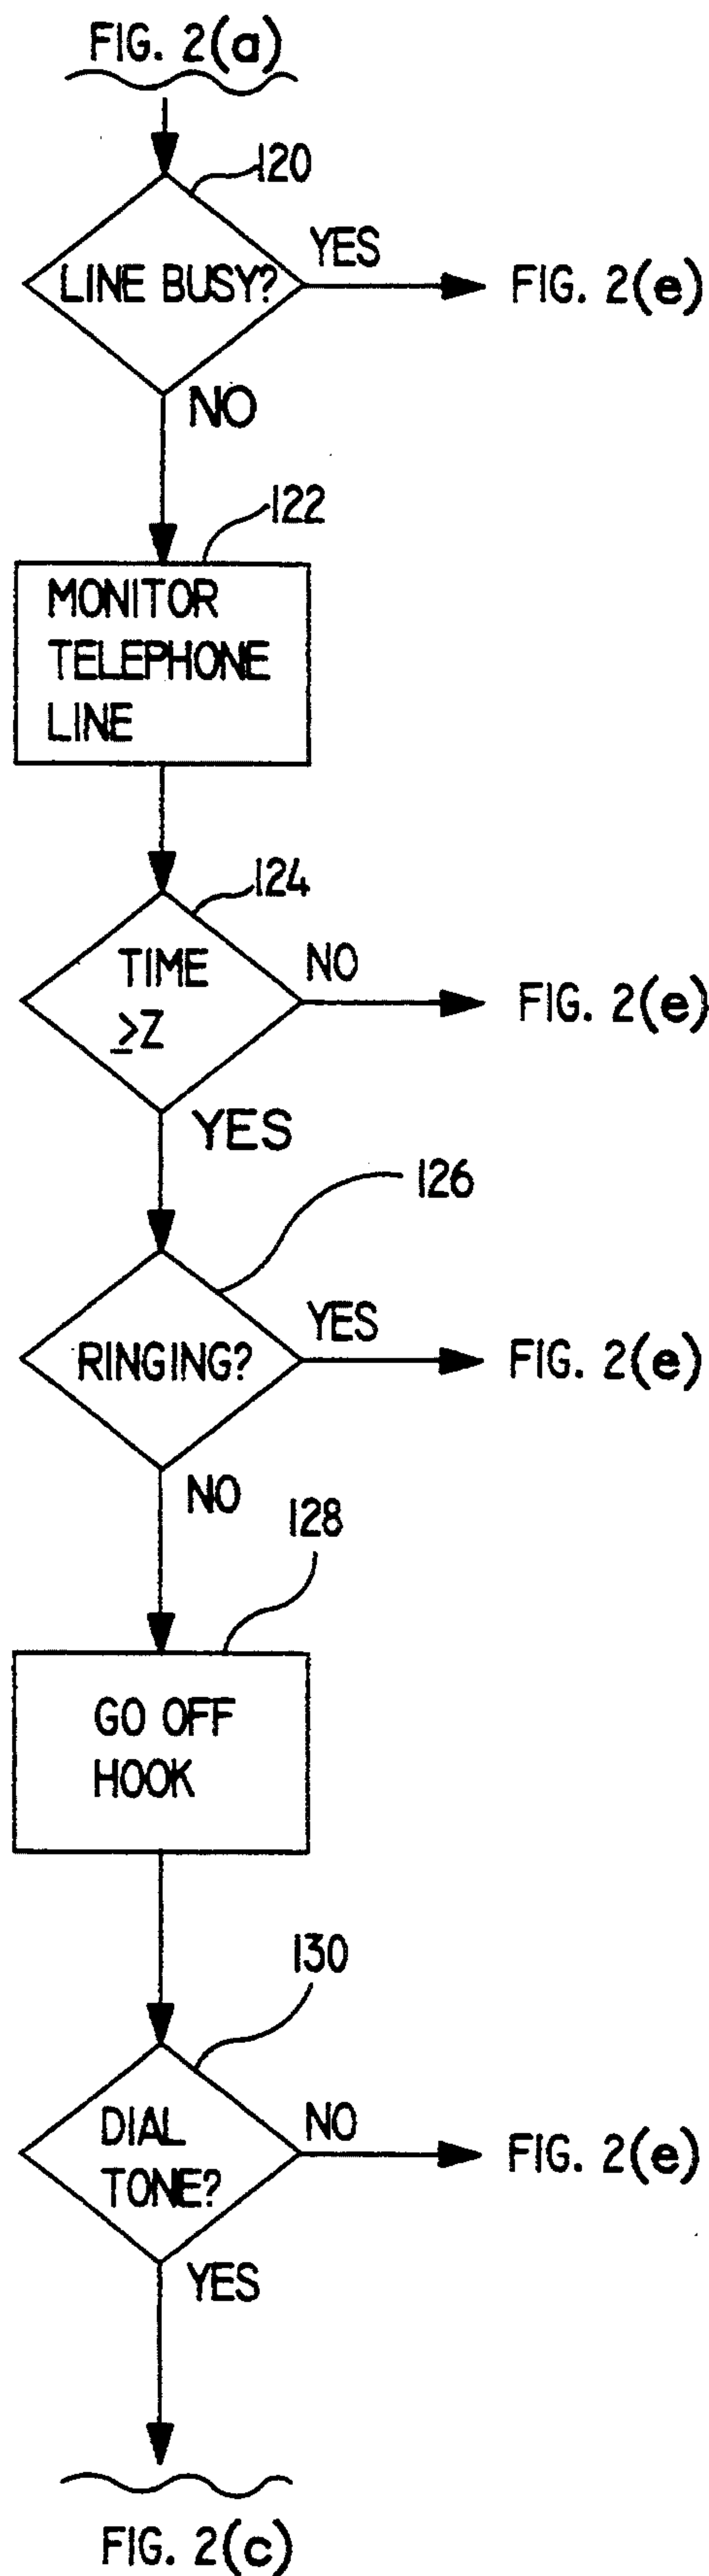 FIG. 2(a)
120
LINE BUSY?
YES
FIG. 2(e)
NO
122
MONITOR
TELEPHONE
LINE
124
TIME
≥Z
NO
FIG. 2(e)
YES
126
RINGING?
YES
FIG. 2(e)
NO
128
GO OFF
HOOK
130
DIAL
TONE?
NO
FIG. 2(e)
YES
FIG. 2(c)